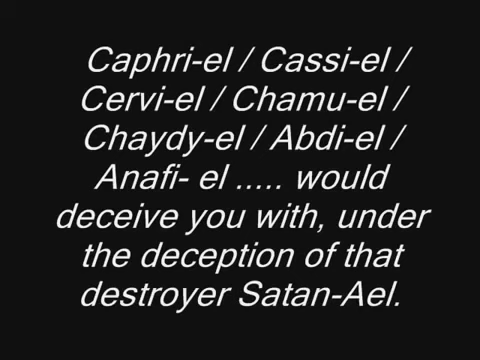 Caphri-el / Cassi-el /
Cervi-el / Chamu-el /
Chaydy-el / Abdi-el /
Anafi- el ..... would
deceive you with, under
the deception of that
destroyer Satan-Ael.